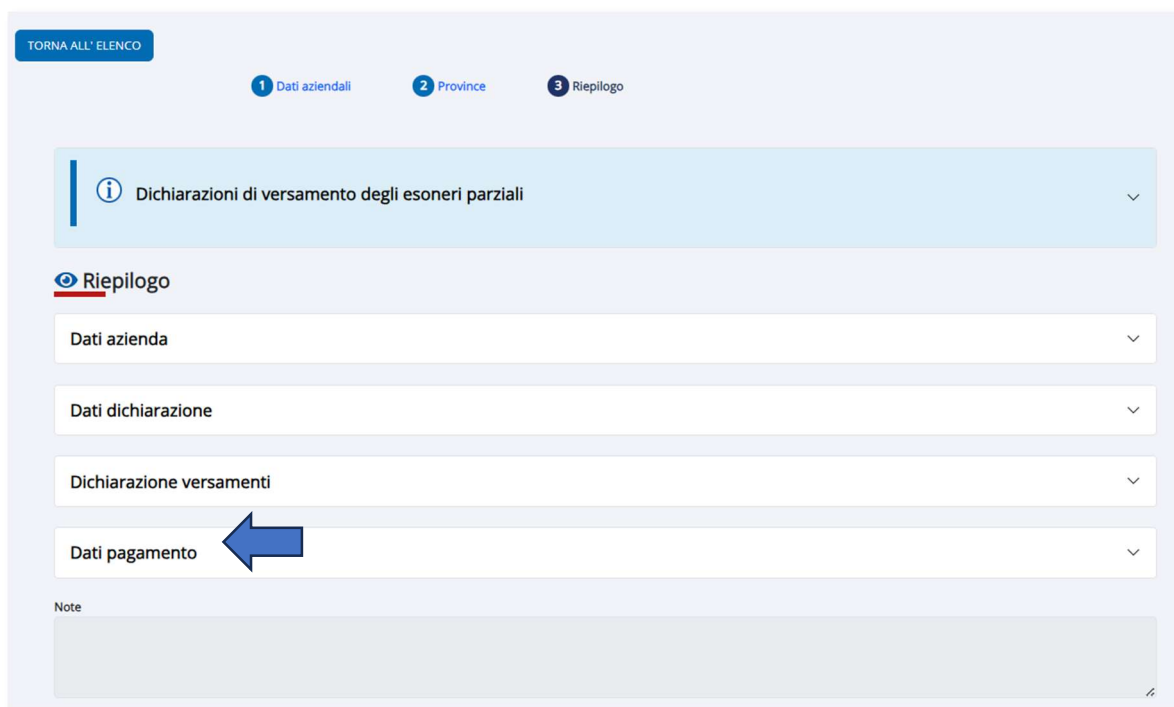 TORNA ALL' ELENCO
1 Dati aziendali 2 Province 3 Riepilogo
Dichiarazioni di versamento degli esoneri parziali
Riepilogo
Dati azienda
Dati dichiarazione
Dichiarazione versamenti
Dati pagamento
Note